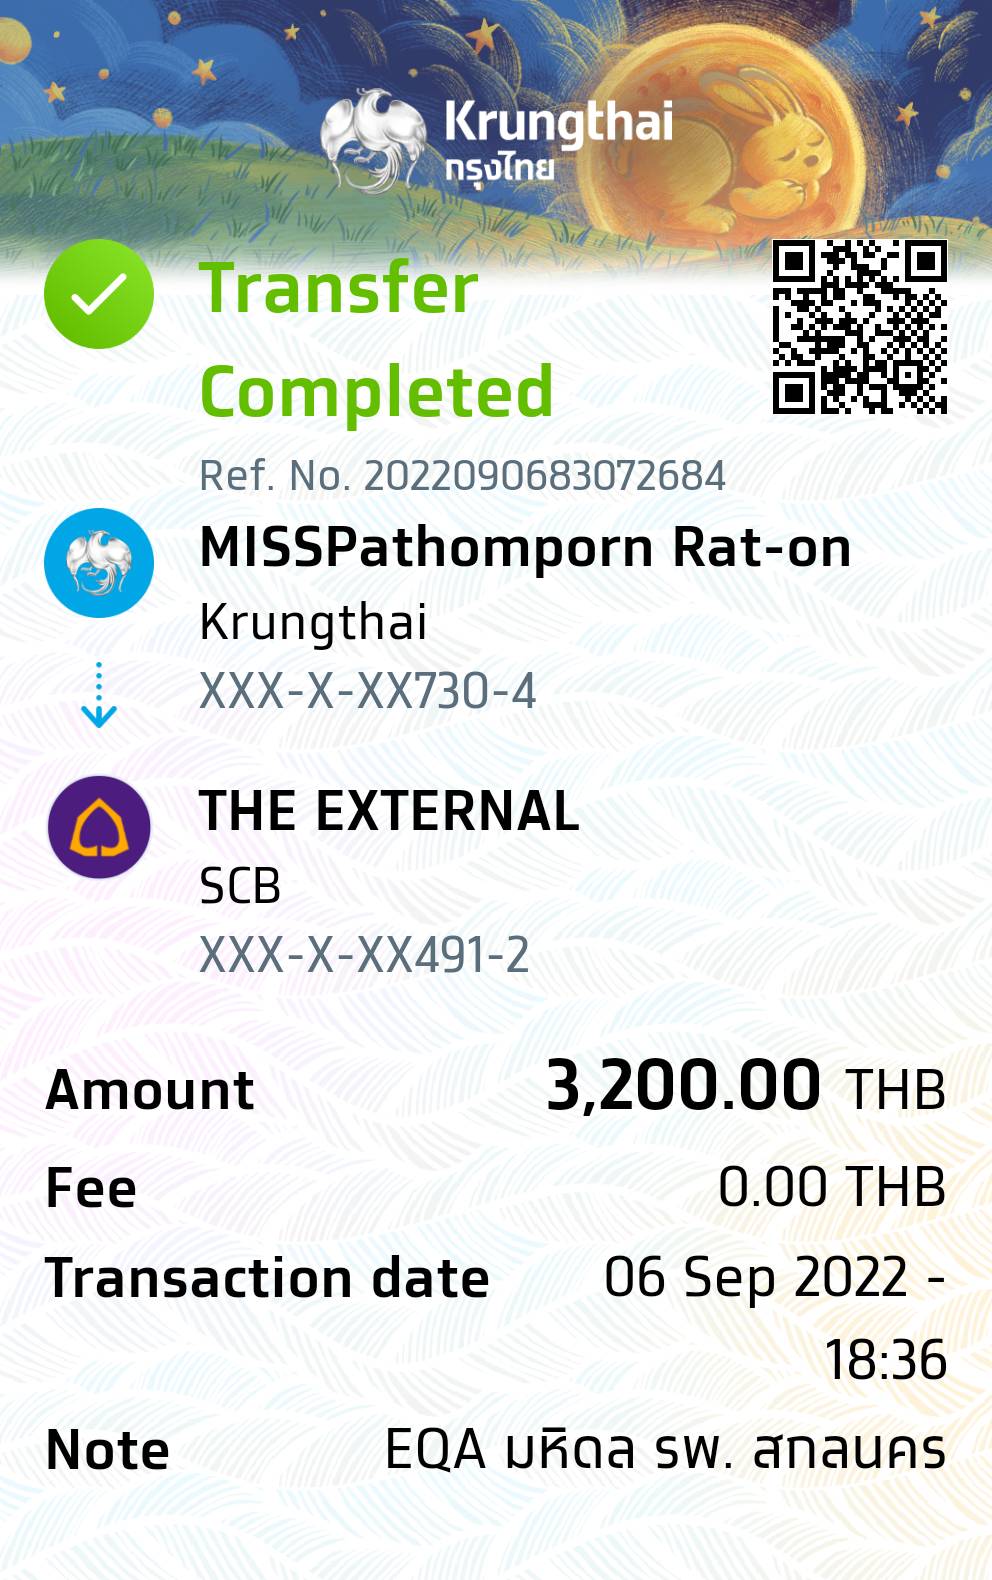 Krungthai
กรุงไทย
Transfer
Completed
Ref. No. 2022090683072684
MISSPathomporn Rat-on
Krungthai
XXX-X-XX730-4
THE EXTERNAL
SCB
XXX-X-XX491-2
Amount 3,200.00 THB
Fee 0.00 THB
Transaction date 06 Sep 2022 -
18:36
Note EQA มหิดล รพ. สกลนคร